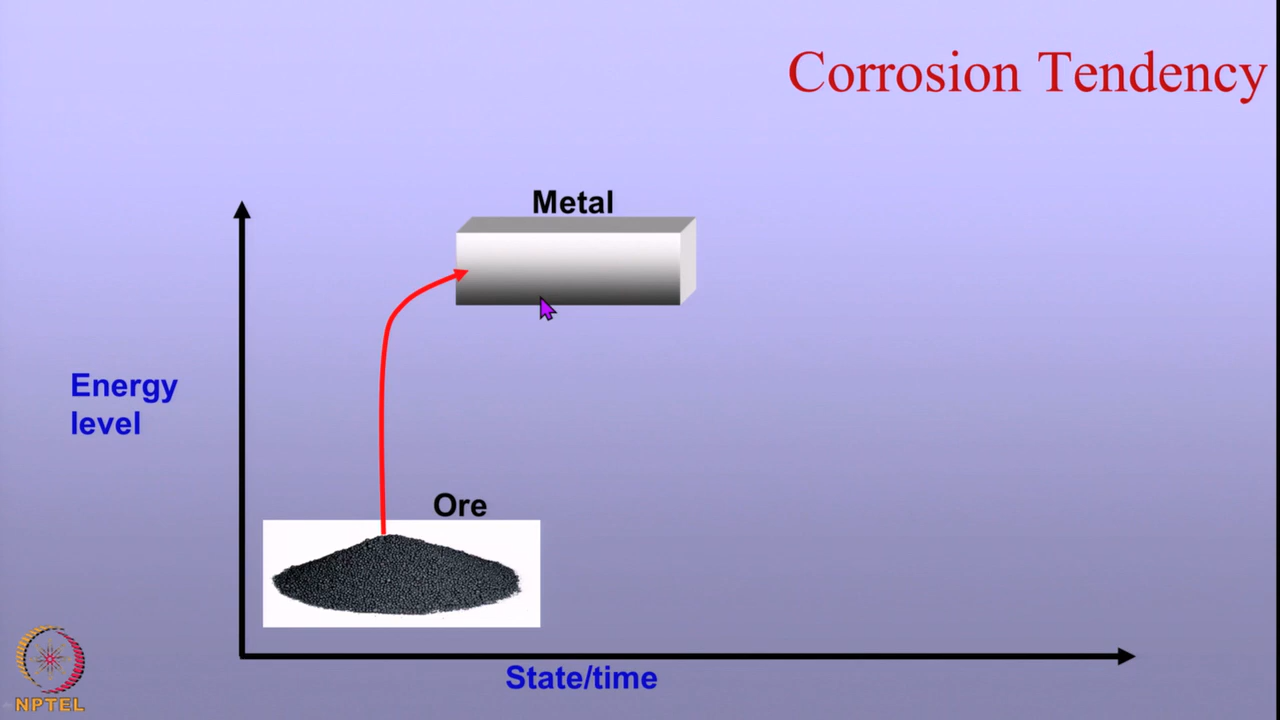 Corrosion Tendency
Metal
Energy
level
Ore
State/time
NPTEL